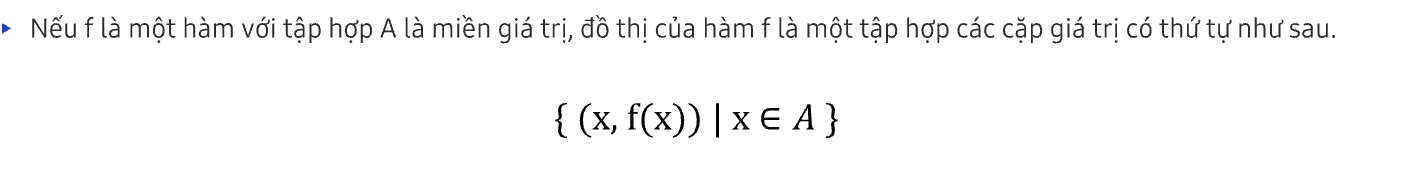 ▸ Nếu f là một hàm với tập hợp A là miền giá trị, đồ thị của hàm f là một tập hợp các cặp giá trị có thứ tự như sau.
{ (x, f(x)) | x ∈ A }